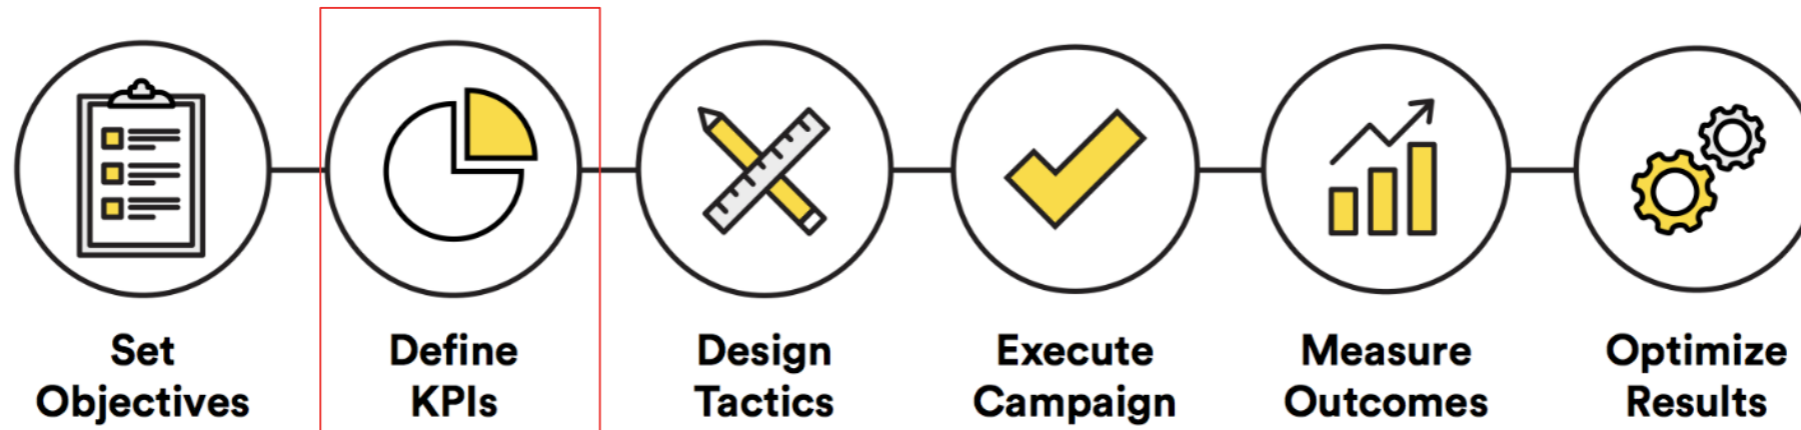 Set
Objectives
Define
KPIs
Design
Tactics
Execute
Campaign
Measure
Outcomes
Optimize
Results